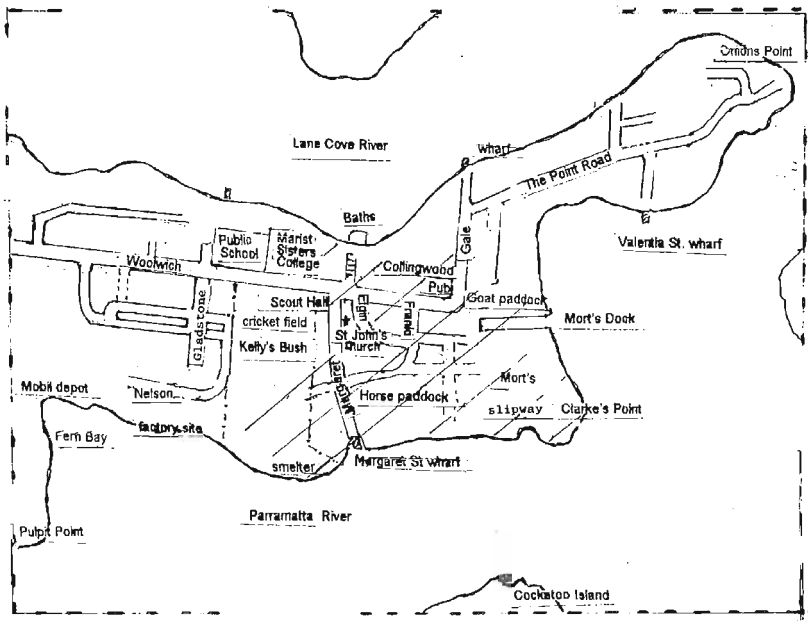 Onions Point
Lane Cove River
wharf
The Point Road
Baths
Valentia St. wharf
Public
School
Marist
Sisters
College
Gale
Woolwich
Collingwood
Pub
Goat paddock
Scout Hall
Elgin
Franki
Gladstone
cricket field
St John's
church
Mort's Dock
Kelly's Bush
Margaret
Mobil depot
Nelson
Horse paddock
Mort's
slipway
Clarke's Point
Fern Bay
factory site
smelter
Margaret St wharf
Parramatta River
Pulpit Point
Cockatoo Island